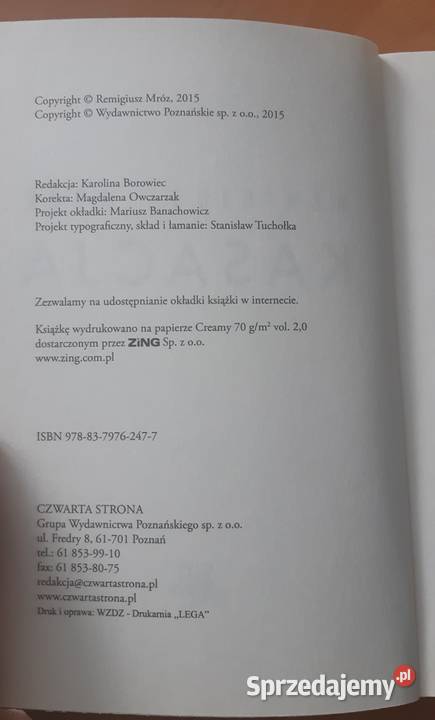 Copyright © Remigiusz Mróz, 2015
Copyright © Wydawnictwo Poznańskie sp. z o.o., 2015
Redakcja: Karolina Borowiec
Korekta: Magdalena Owczarzak
Projekt okładki: Mariusz Banachowicz
Projekt typograficzny, skład i łamanie: Stanisław Tuchołka
Zezwalamy na udostępnianie okładki książki w internecie.
Książkę wydrukowano na papierze Creamy 70 g/m² vol. 2,0
dostarczonym przez ZiNG Sp. z o.o.
www.zing.com.pl
ISBN 978-83-7976-247-7
CZWARTA STRONA
Grupa Wydawnictwa Poznańskiego sp. z o.o.
ul. Fredry 8, 61-701 Poznań
tel.: 61 853-99-10
fax: 61 853-80-75
redakcja@czwartastrona.pl
www.czwartastrona.pl
Druk i oprawa: WZDZ - Drukarnia „LEGA”
Sprzedajemy.pl